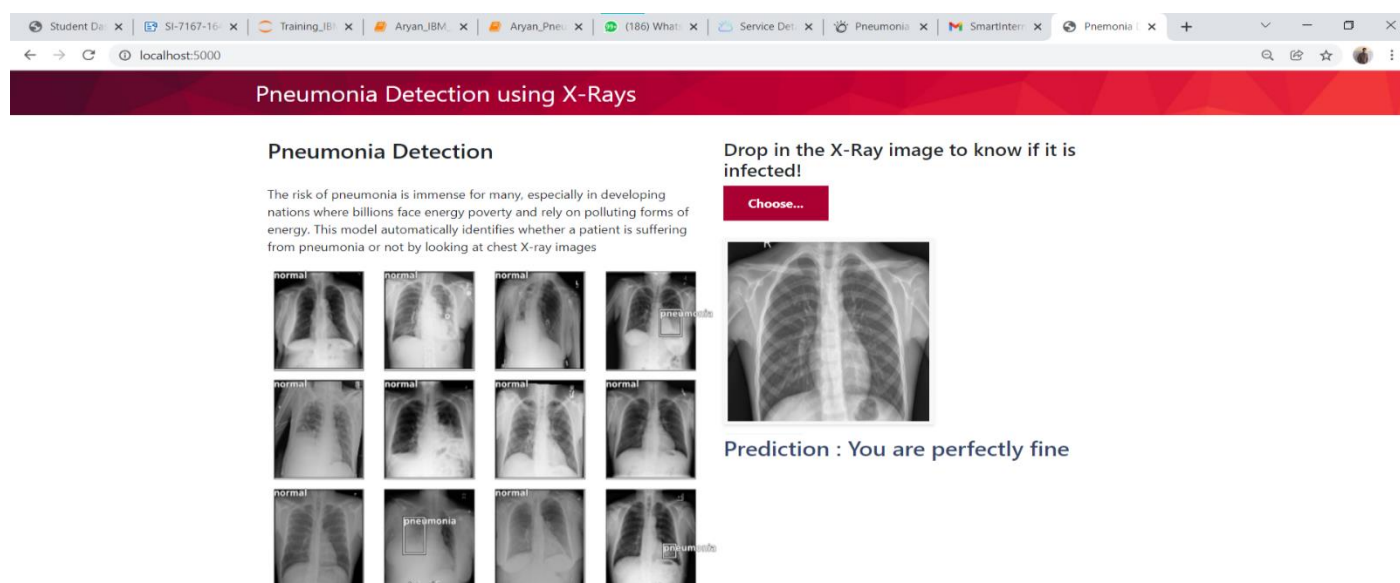 Student Da
SI-7167-16
Training_IB
Aryan_IBM_
Aryan_Pneu
(186) What
Service Det
Pneumonia
SmartIntern
Pnemonia
localhost:5000
Pneumonia Detection using X-Rays
Pneumonia Detection
The risk of pneumonia is immense for many, especially in developing
nations where billions face energy poverty and rely on polluting forms of
energy. This model automatically identifies whether a patient is suffering
from pneumonia or not by looking at chest X-ray images
normal
normal
normal
pneumonia
normal
normal
normal
normal
normal
pneumonia
normal
pneumonia
Drop in the X-Ray image to know if it is
infected!
Choose...
R
Prediction : You are perfectly fine